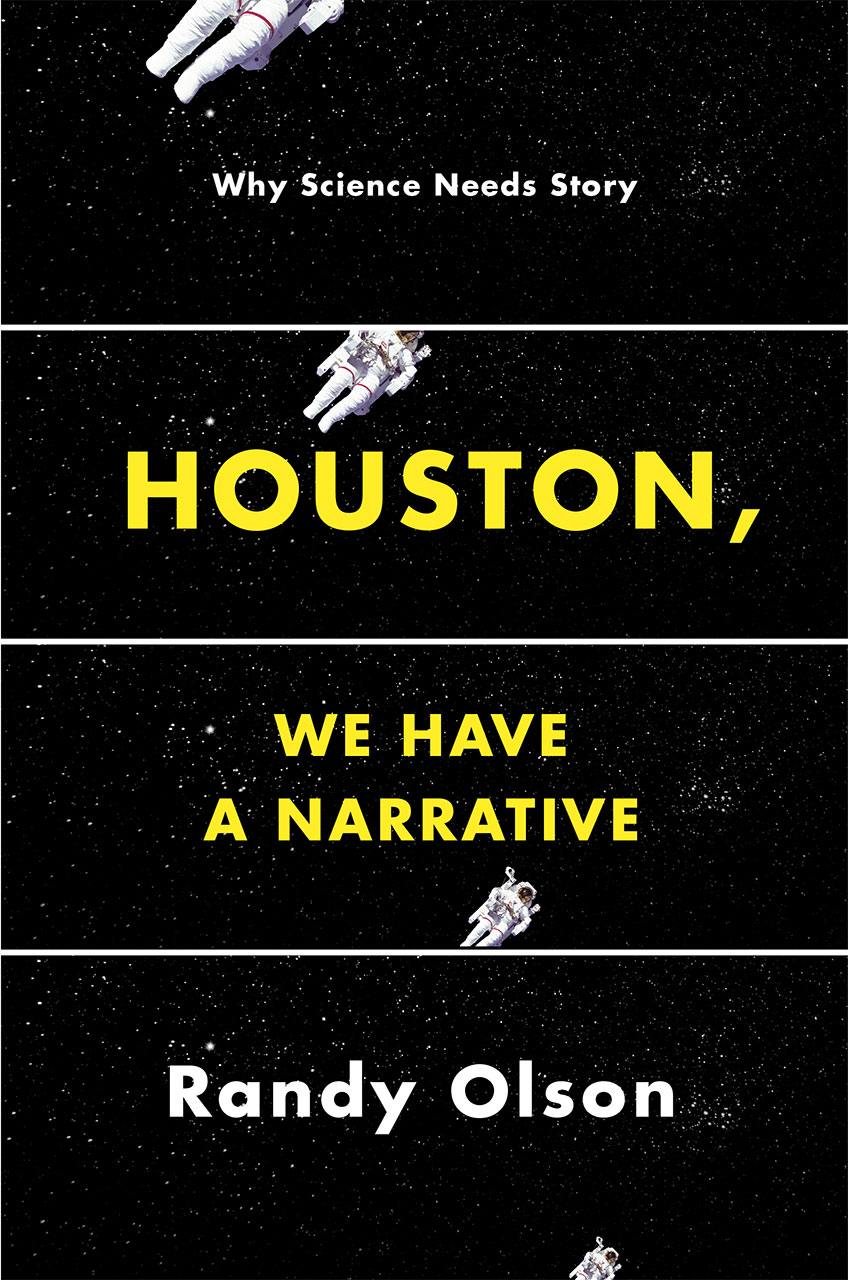 Why Science Needs Story
HOUSTON,
WE HAVE
A NARRATIVE
Randy Olson